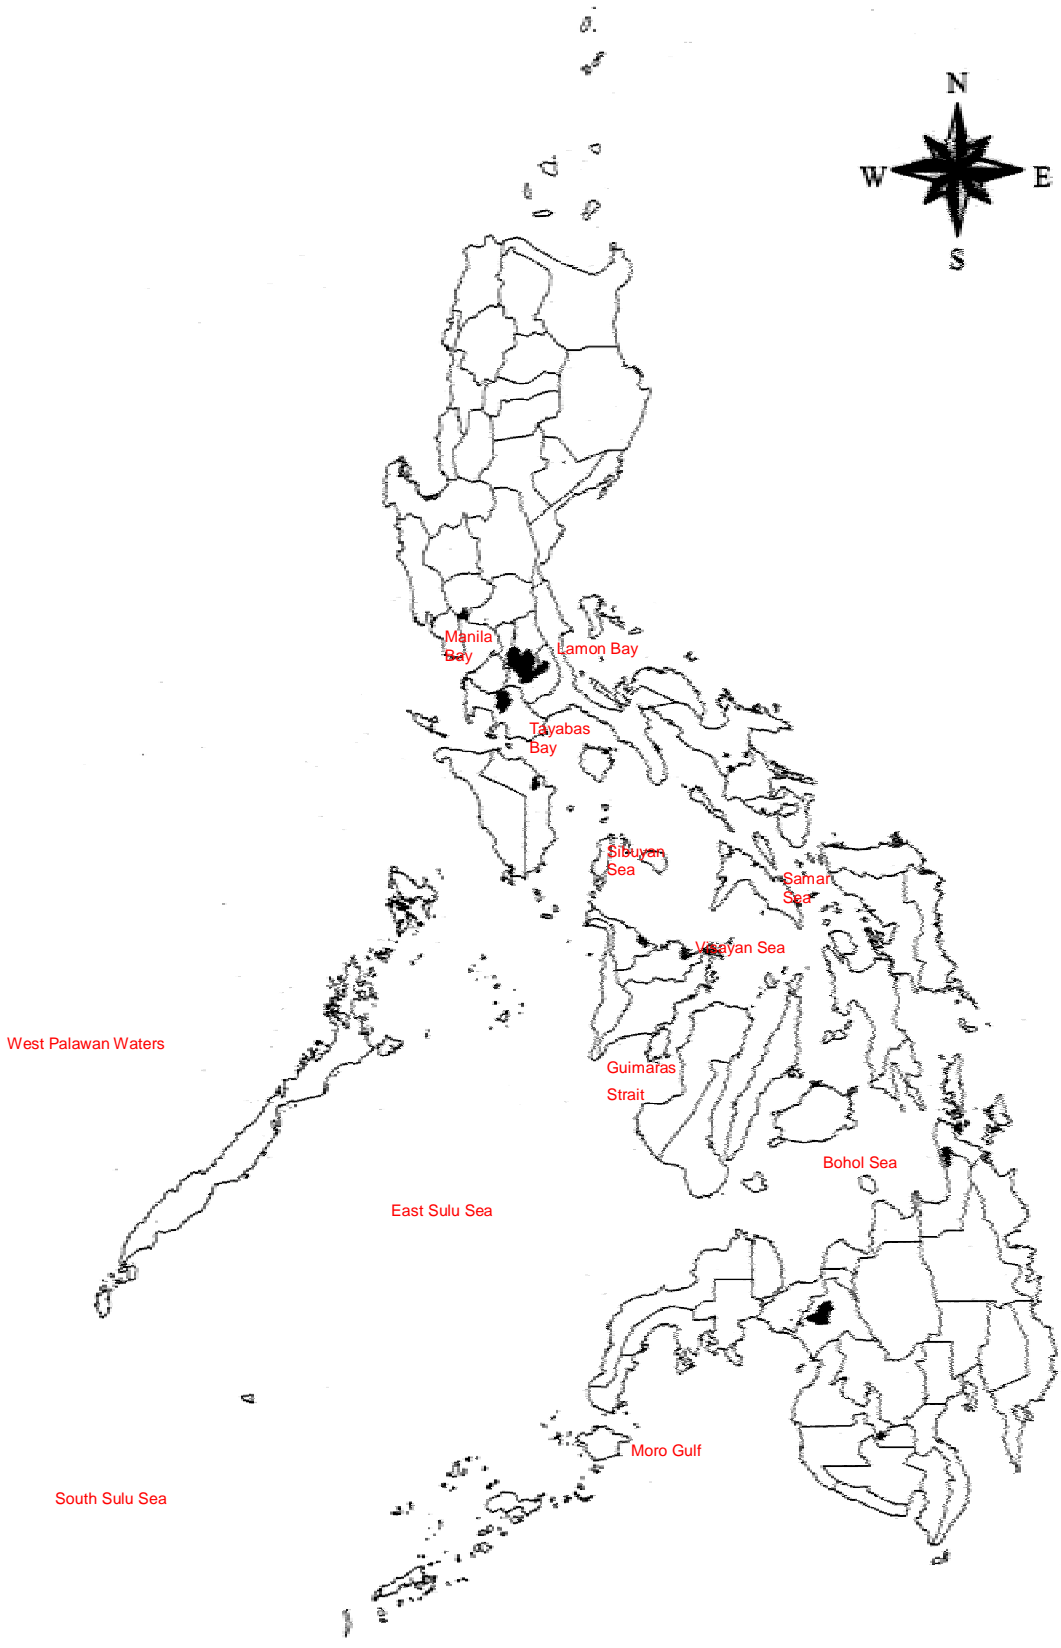 N
W
E
S
Manila
Bay
Lamon Bay
Tayabas
Bay
Sibuyan
Sea
Samar
Sea
Visayan Sea
West Palawan Waters
Guimaras
Strait
Bohol Sea
East Sulu Sea
Moro Gulf
South Sulu Sea